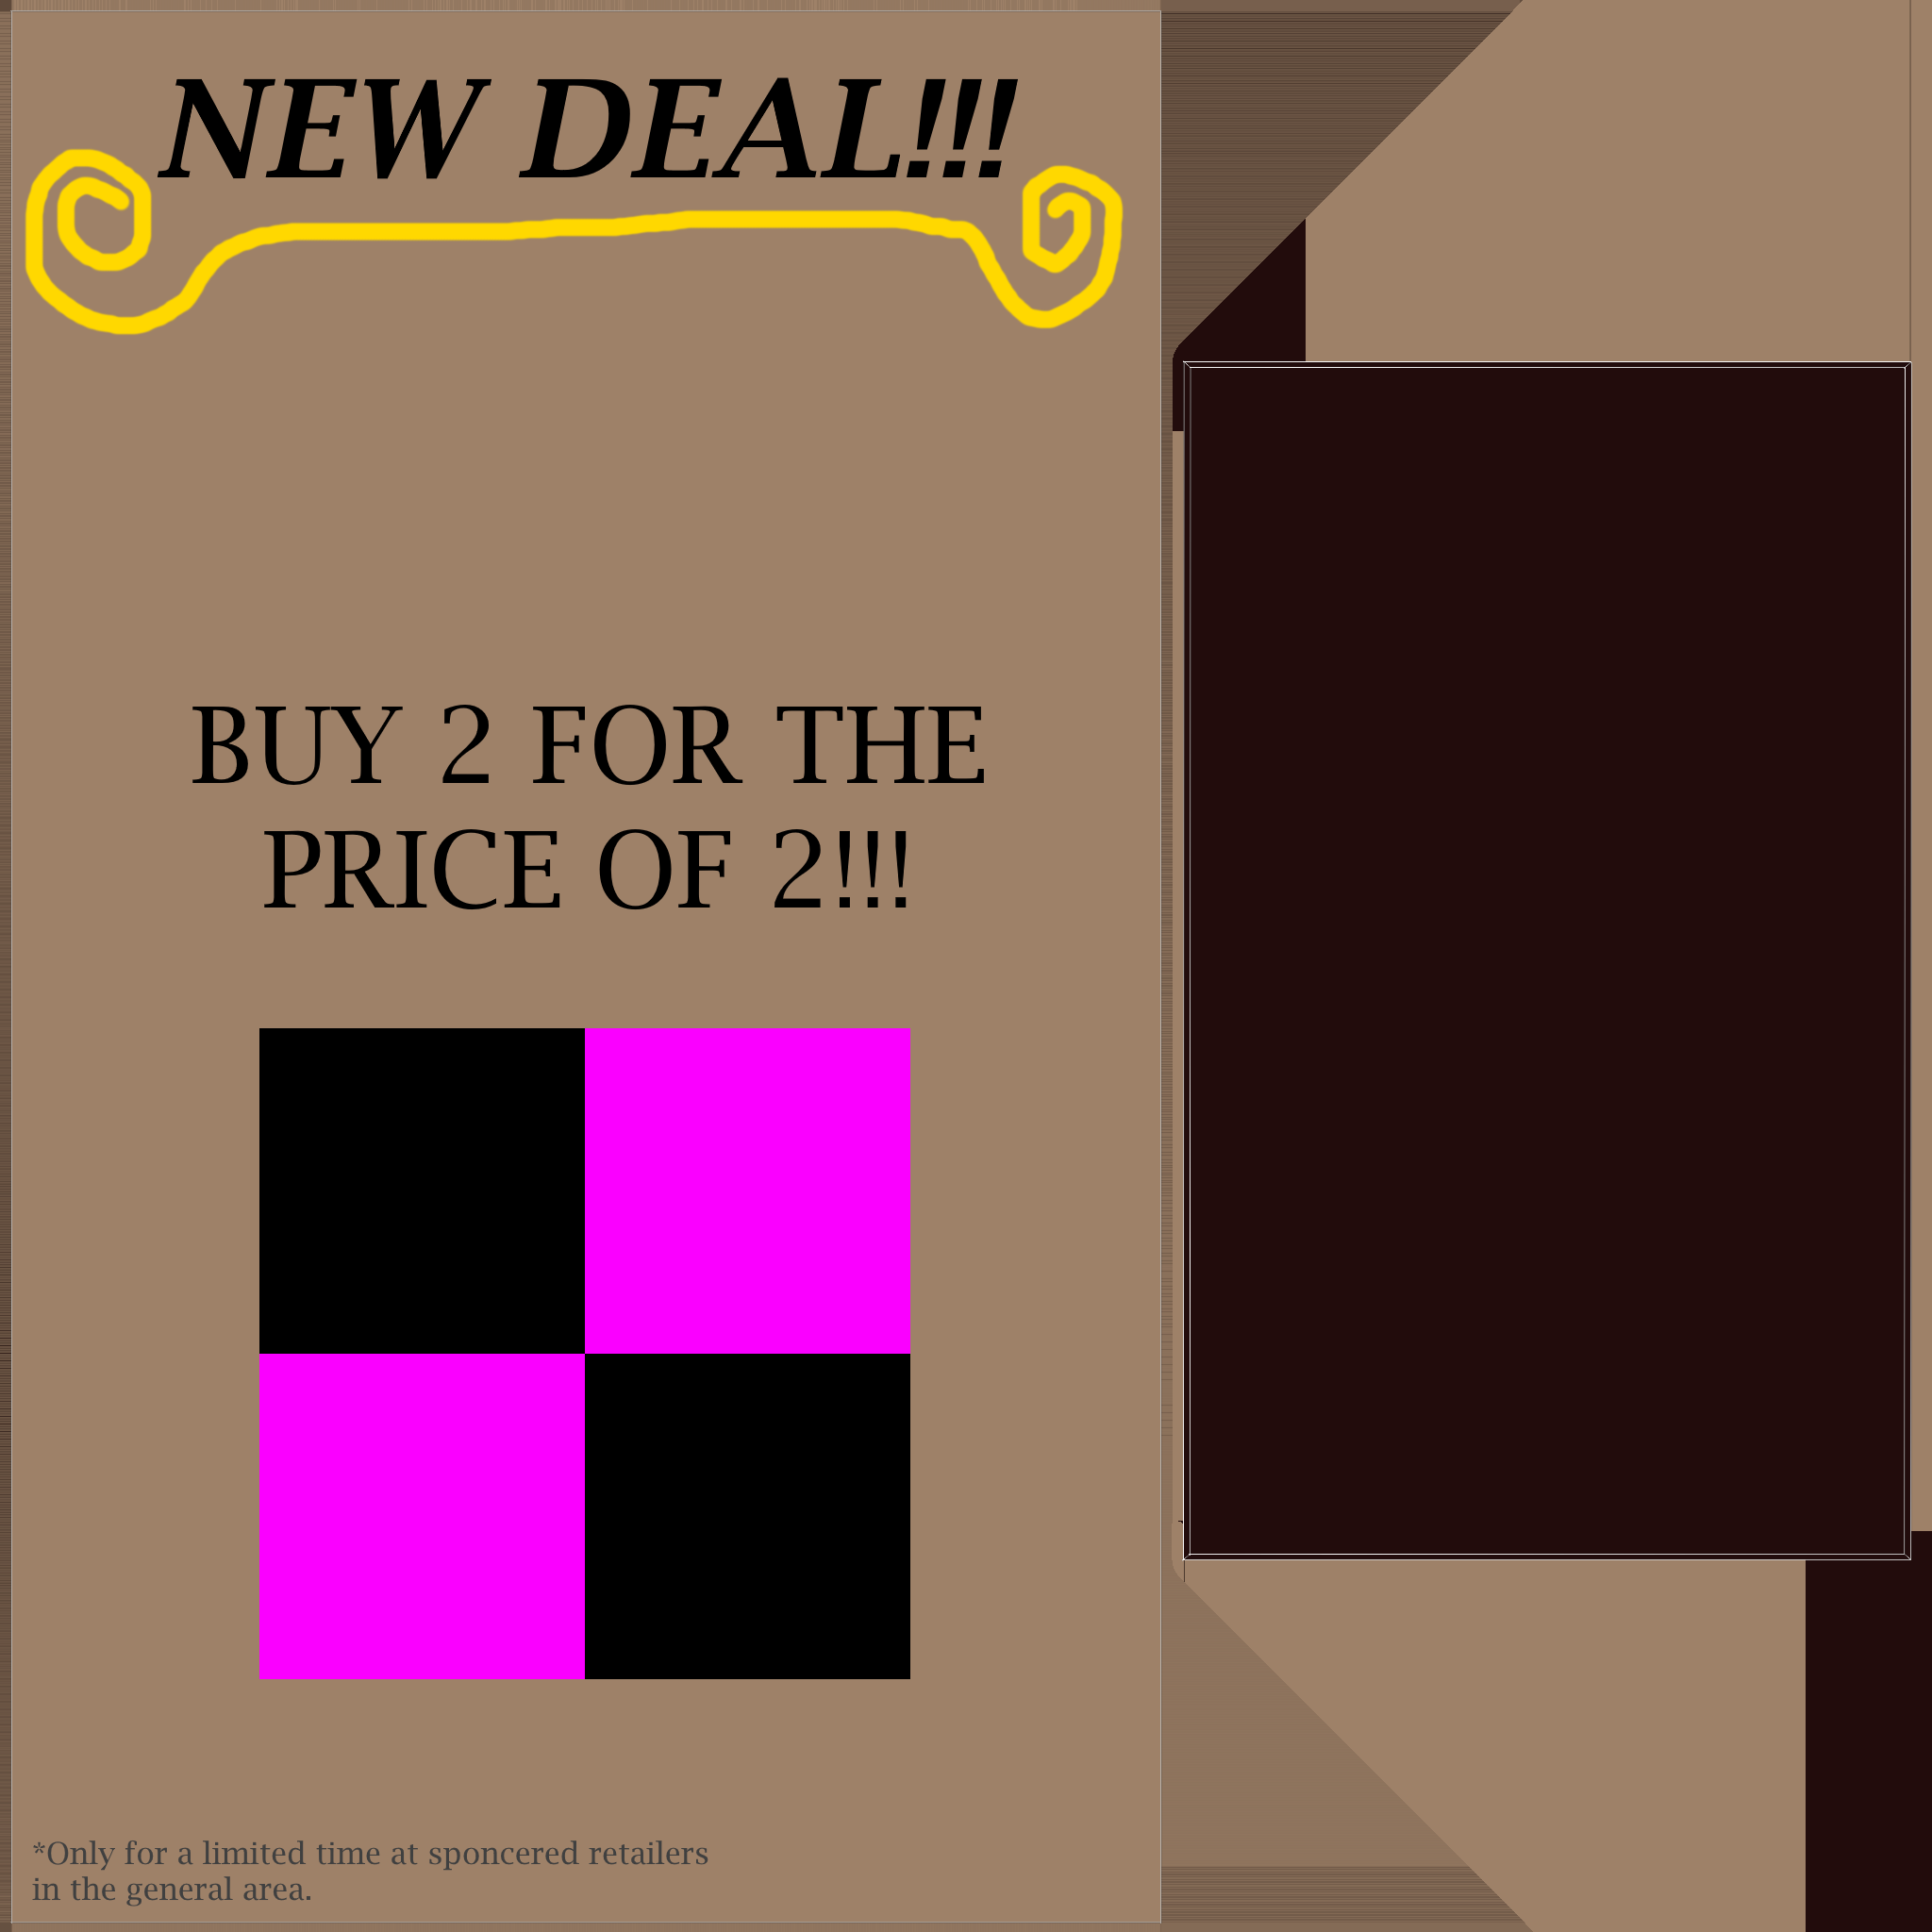 NEW DEAL!!!
BUY 2 FOR THE
PRICE OF 2!!!
*Only for a limited time at sponcered retailers
in the general area.